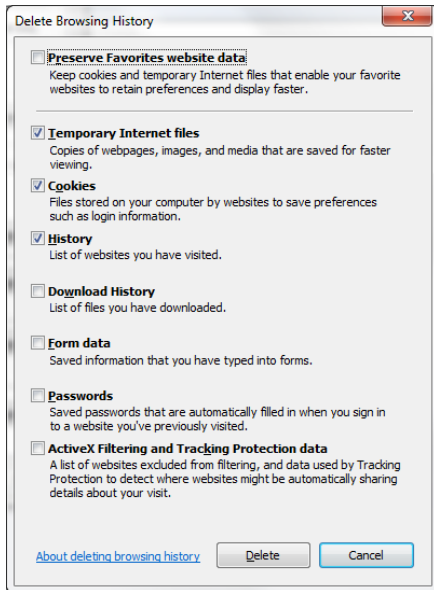 Delete Browsing History
Preserve Favorites website data
Keep cookies and temporary Internet files that enable your favorite
websites to retain preferences and display faster.
Temporary Internet files
Copies of webpages, images, and media that are saved for faster
viewing.
Cookies
Files stored on your computer by websites to save preferences
such as login information.
History
List of websites you have visited.
Download History
List of files you have downloaded.
Form data
Saved information that you have typed into forms.
Passwords
Saved passwords that are automatically filled in when you sign in
to a website you've previously visited.
ActiveX Filtering and Tracking Protection data
A list of websites excluded from filtering, and data used by Tracking
Protection to detect where websites might be automatically sharing
details about your visit.
About deleting browsing history
Delete
Cancel